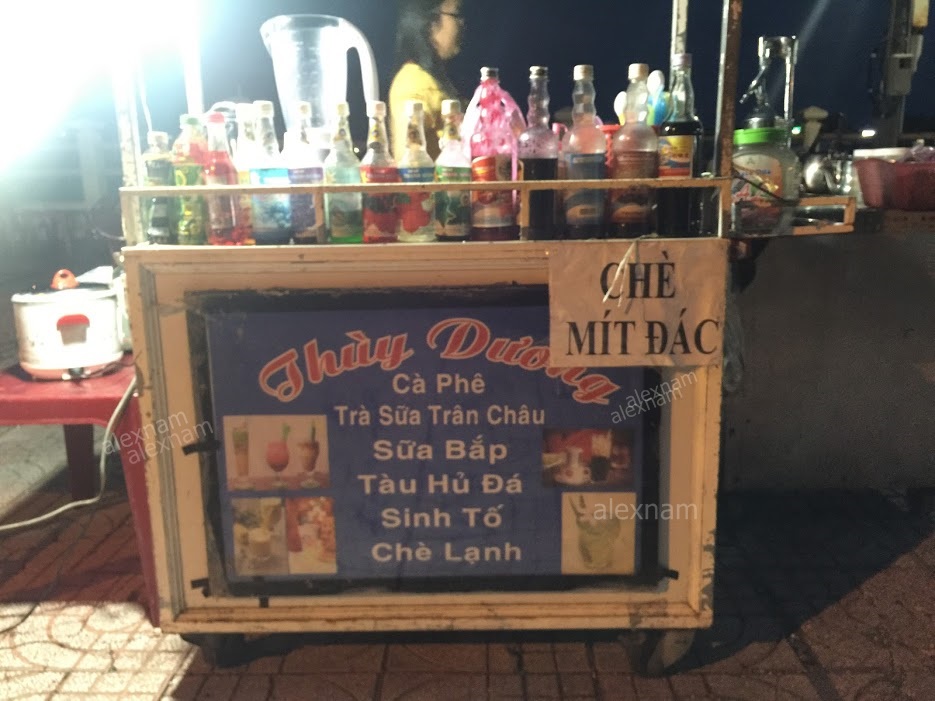 CHÈ
MÍT ĐÁC
Thùy Dương
Cà Phê
Trà Sữa Trân Châu
Sữa Bắp
Tàu Hủ Đá
Sinh Tố
Chè Lạnh
alexnam
alexnam
alexnam
alexnam
alexnam